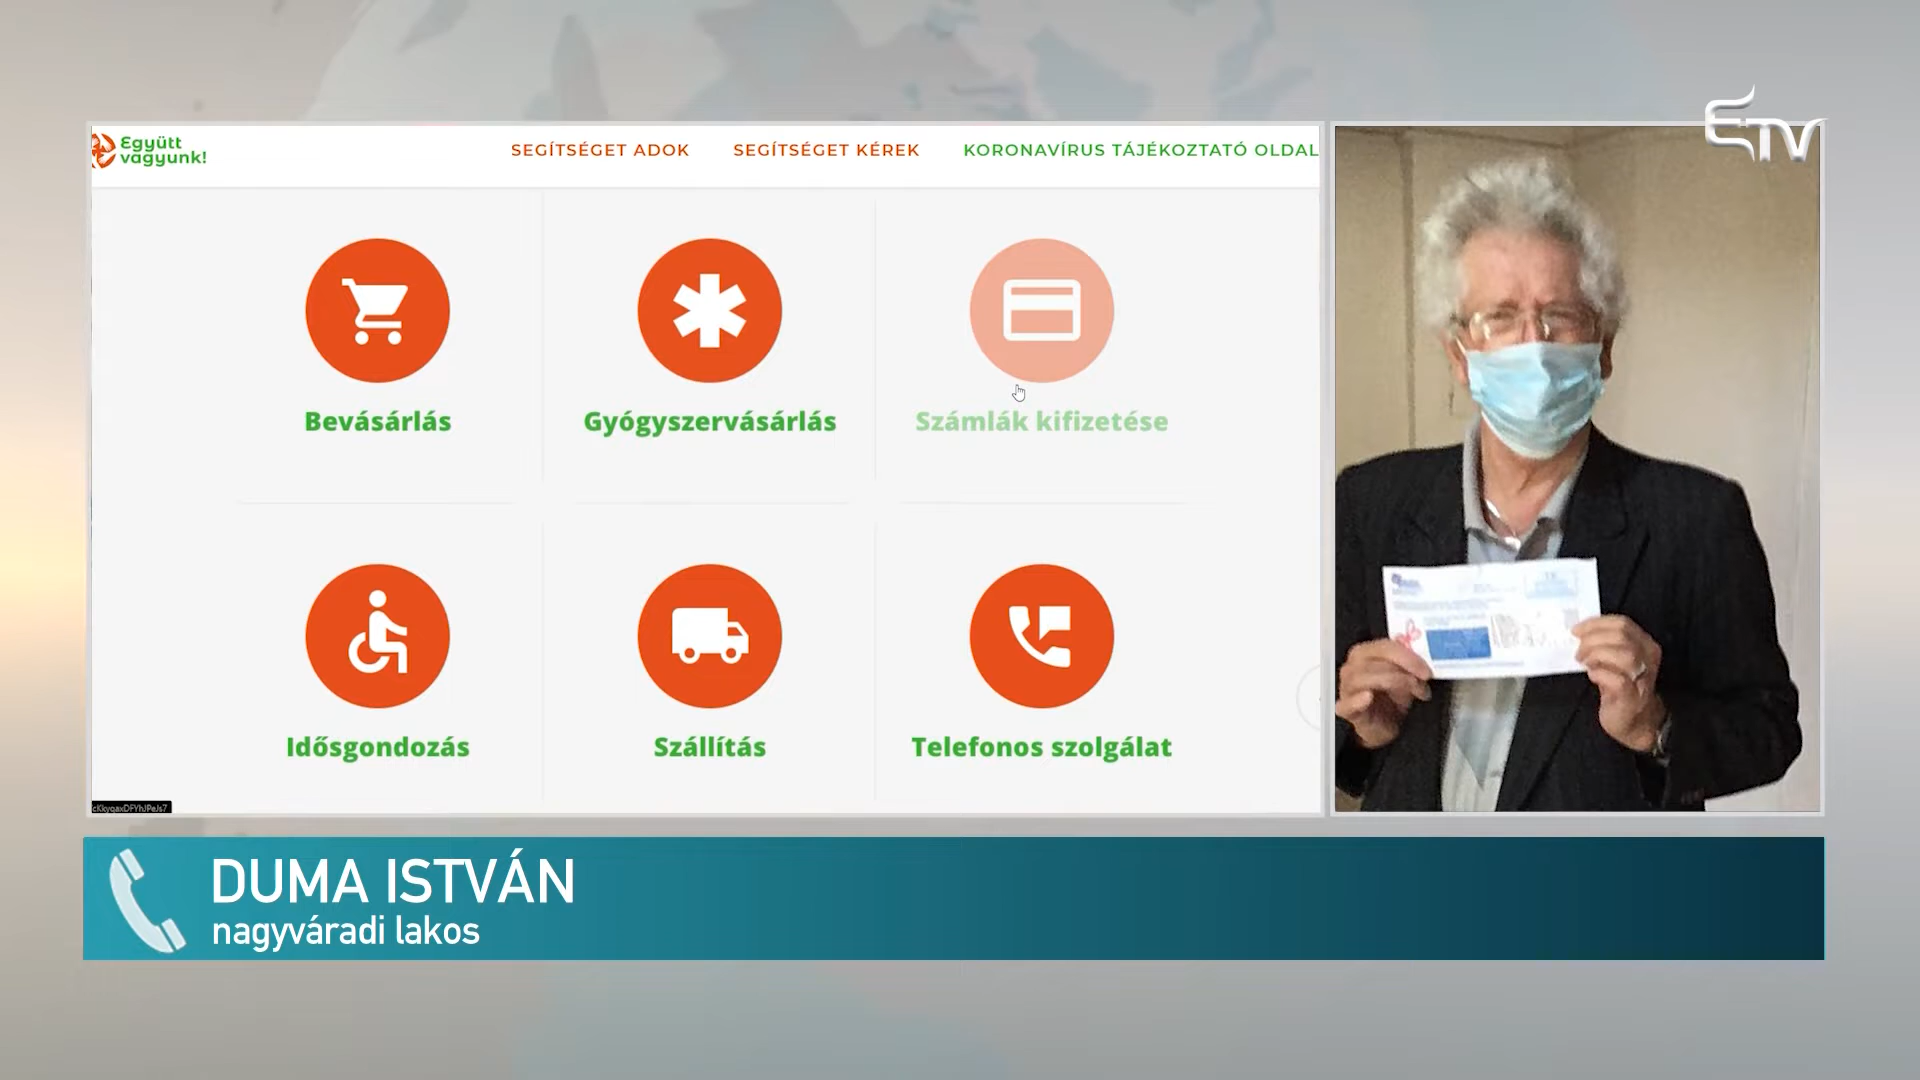 ETV
Együtt
vagyunk!
SEGÍTSÉGET ADOK
SEGÍTSÉGET KÉREK
KORONAVÍRUS TÁJÉKOZTATÓ OLDAL
Bevásárlás
Gyógyszervásárlás
Számlák kifizetése
Idősgondozás
Szállítás
Telefonos szolgálat
DUMA ISTVÁN
nagyváradi lakos